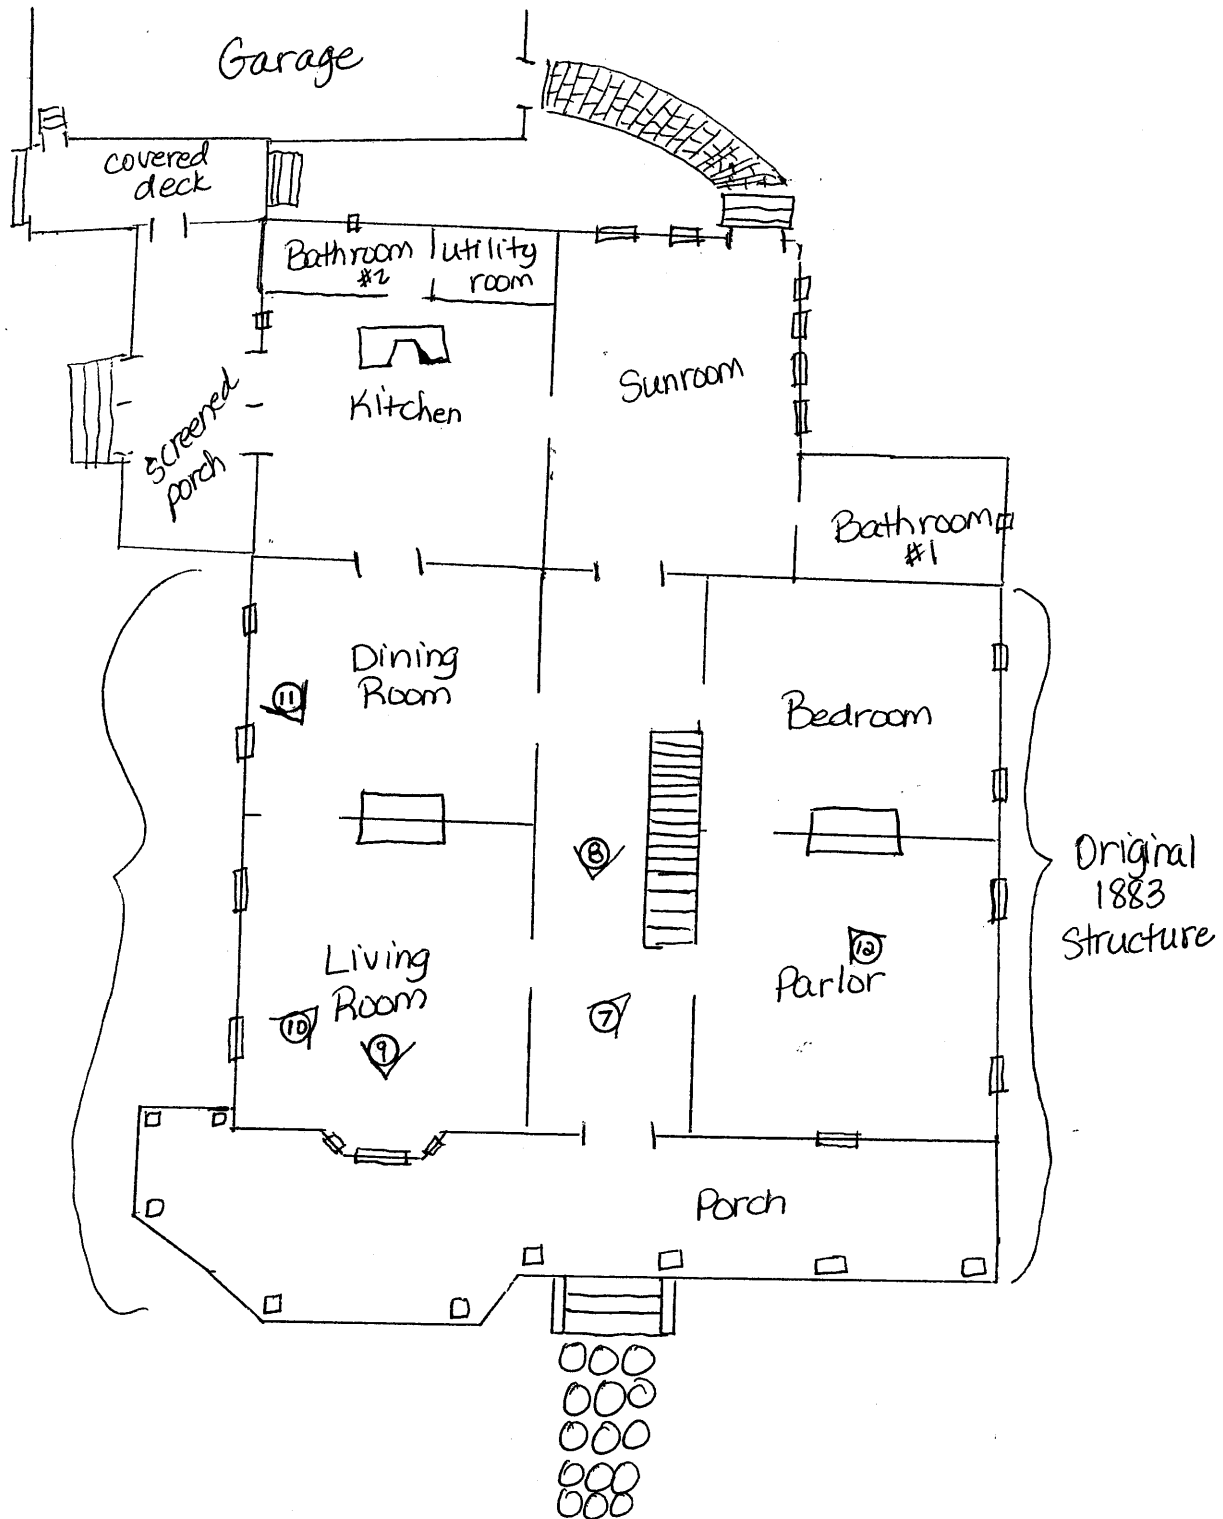 Garage
covered
deck
Bathroom
#2
utility
room
Kitchen
Sunroom
screened
porch
Bathroom
#1
Dining
Room
11
Bedroom
8
Original
1883
Structure
Living
Room
12
Parlor
10
9
7
Porch